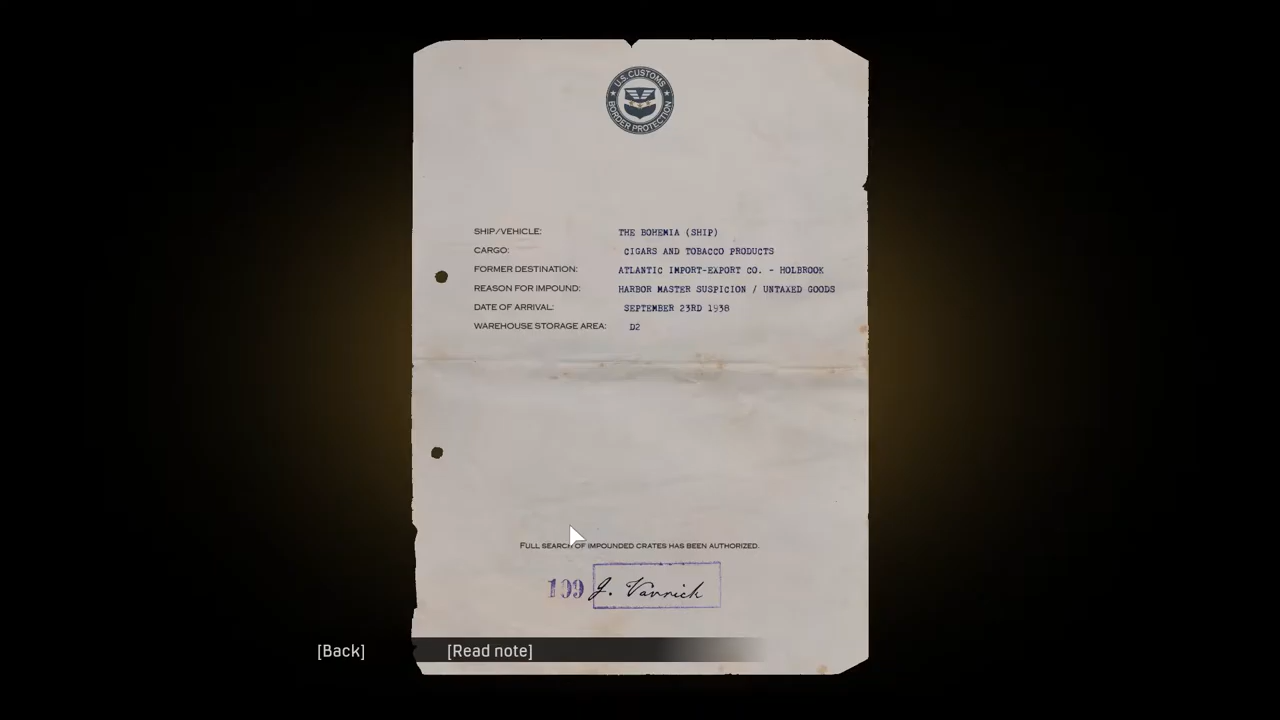 U.S. CUSTOMS
BORDER PROTECTION
SHIP/VEHICLE: THE BOHEMIA (SHIP)
CARGO: CIGARS AND TOBACCO PRODUCTS
FORMER DESTINATION: ATLANTIC IMPORT-EXPORT CO. - HOLBROOK
REASON FOR IMPOUND: HARBOR MASTER SUSPICION / UNTAXED GOODS
DATE OF ARRIVAL: SEPTEMBER 23RD 1938
WAREHOUSE STORAGE AREA: D2
FULL SEARCH OF IMPOUNDED CRATES HAS BEEN AUTHORIZED.
109 J. Varrick
[Back] [Read note]